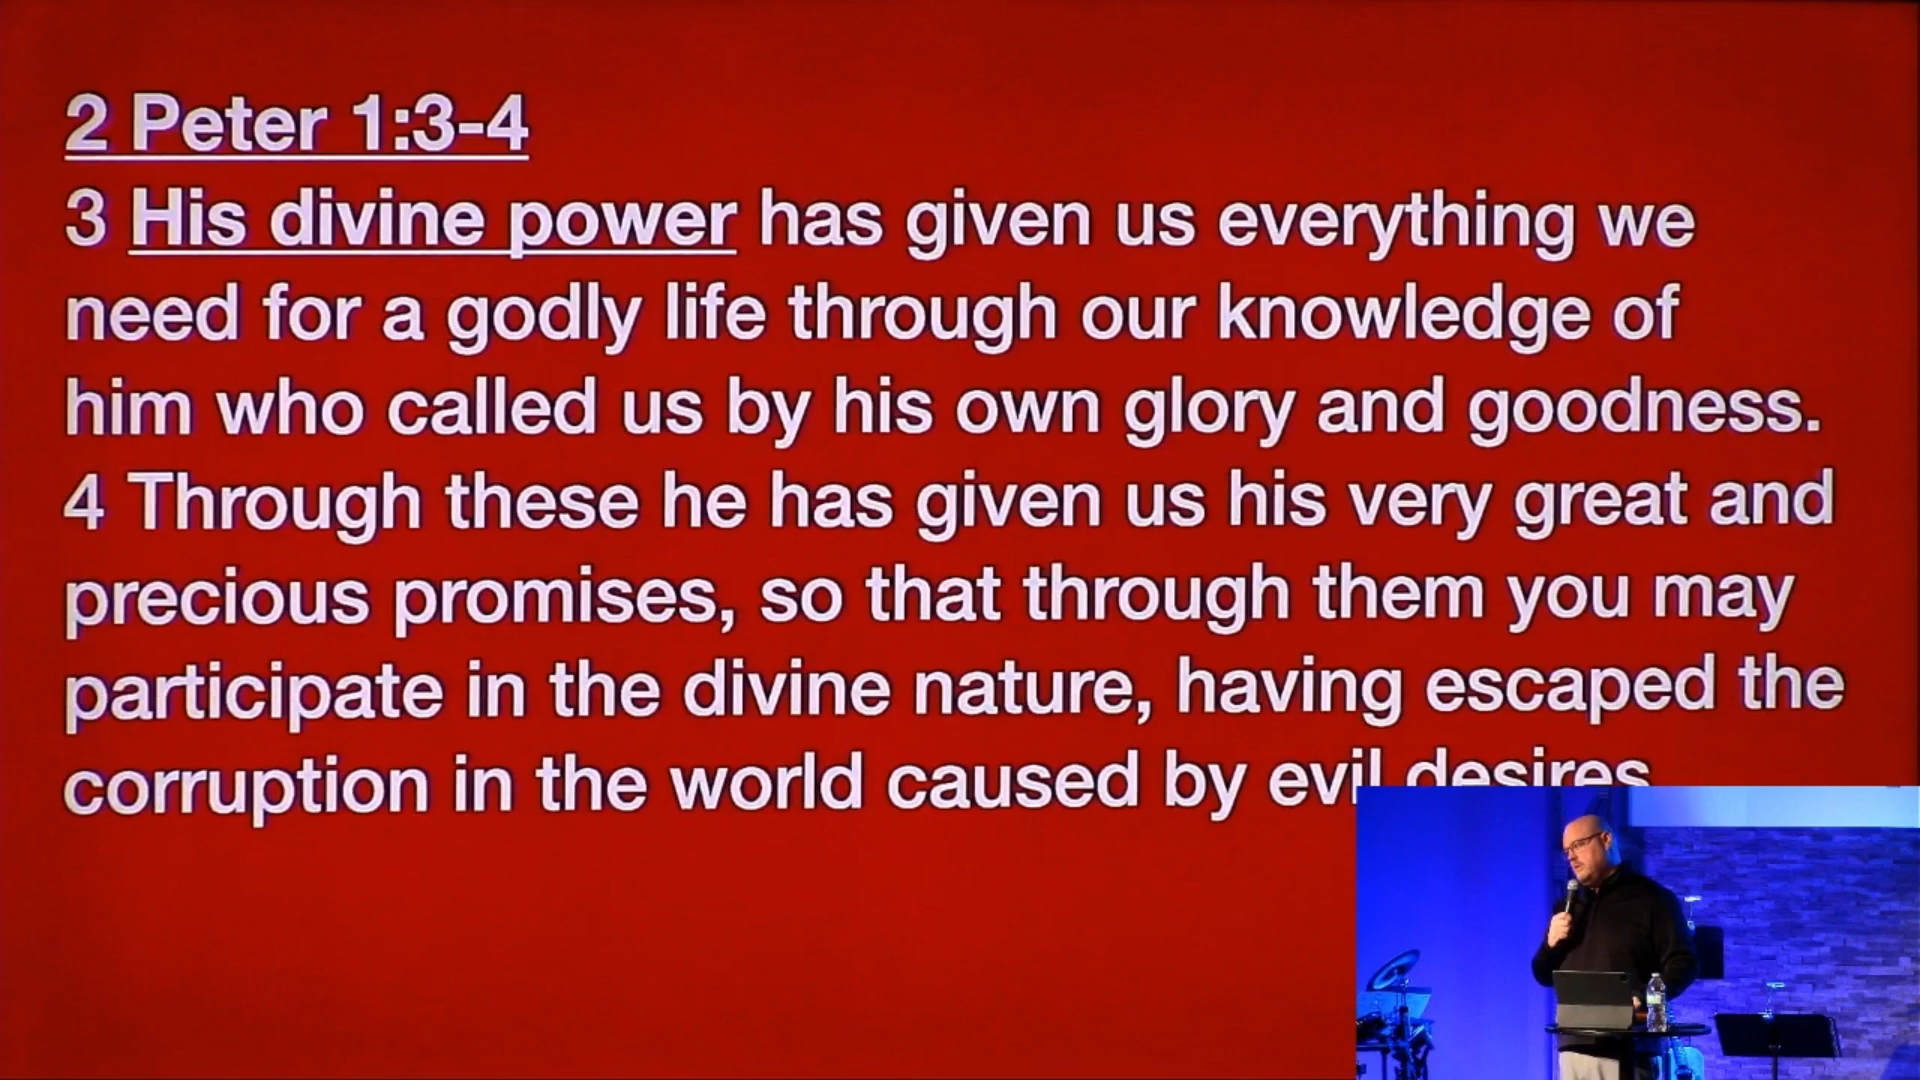 2 Peter 1:3-4
3 His divine power has given us everything we
need for a godly life through our knowledge of
him who called us by his own glory and goodness.
4 Through these he has given us his very great and
precious promises, so that through them you may
participate in the divine nature, having escaped the
corruption in the world caused by evil desires